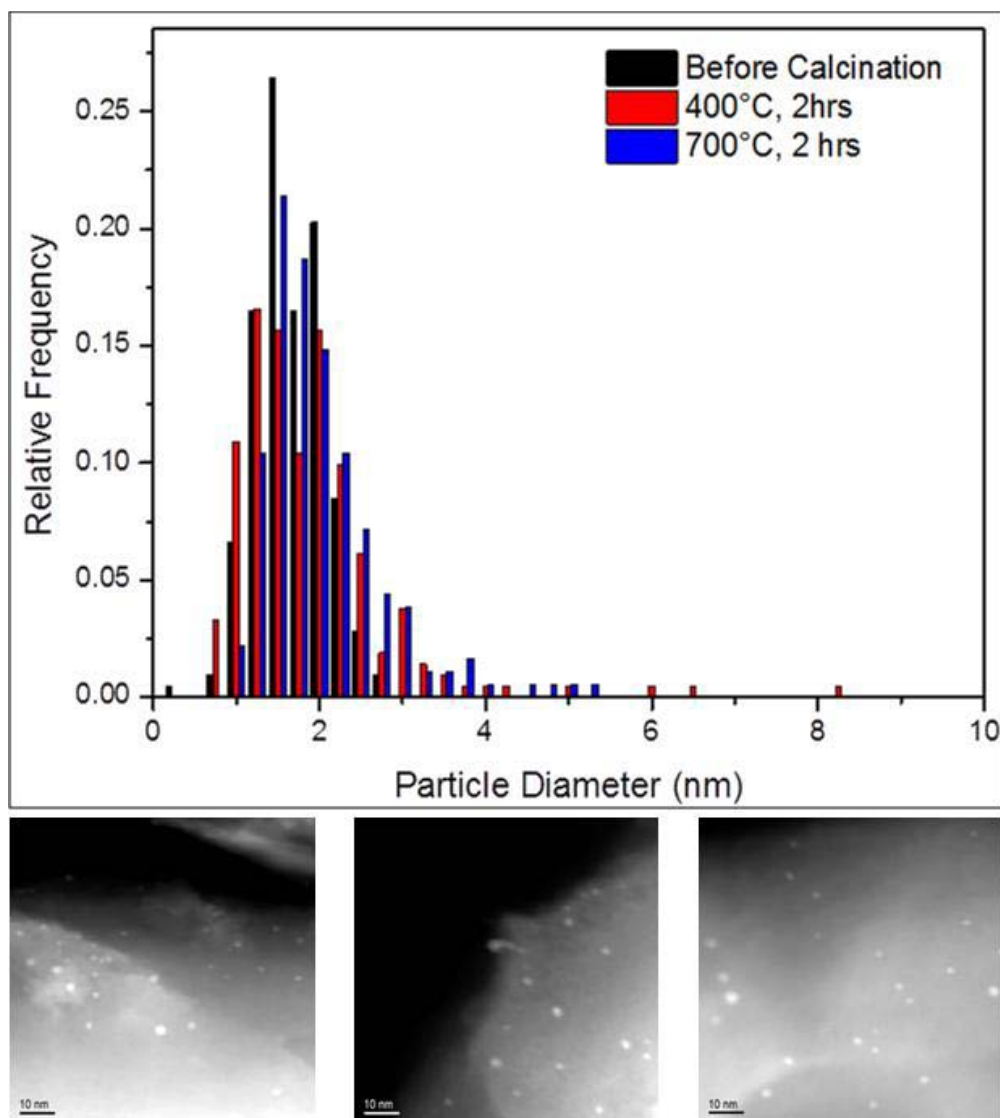 Before Calcination
400°C, 2hrs
700°C, 2 hrs
0.25
0.20
0.15
0.10
0.05
0.00
Relative Frequency
0 2 4 6 8 10
Particle Diameter (nm)
10 nm 10 nm 10 nm